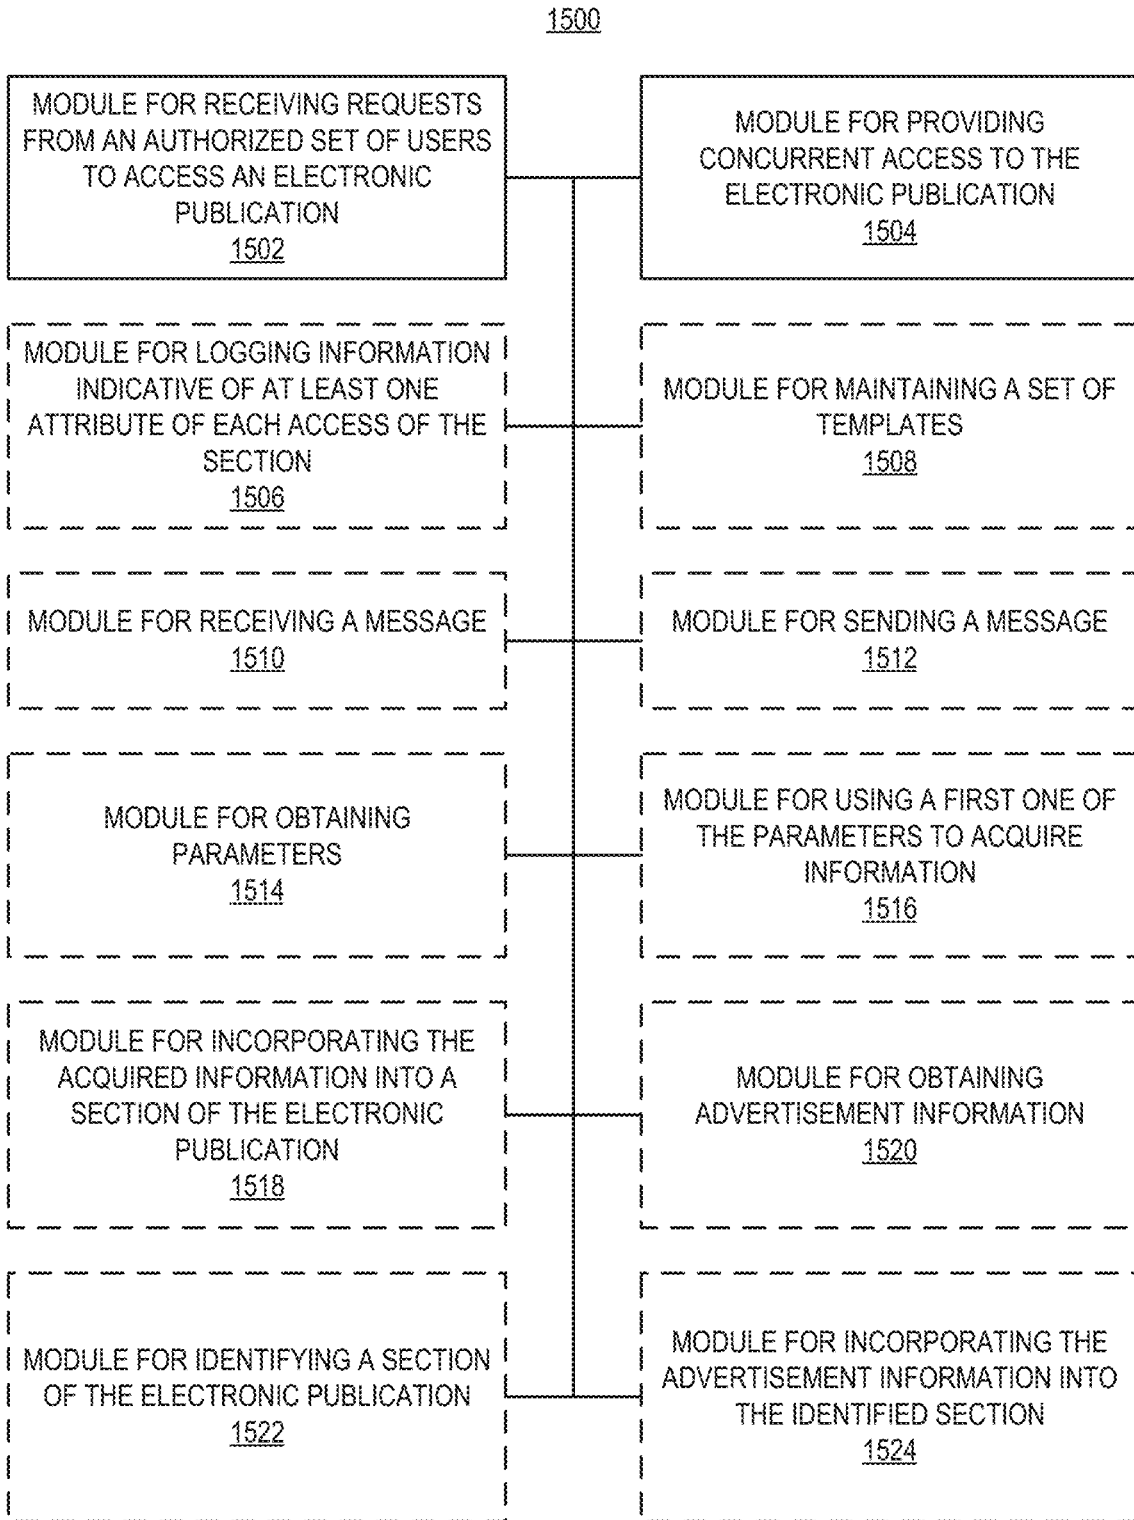 1500
MODULE FOR RECEIVING REQUESTS
FROM AN AUTHORIZED SET OF USERS
TO ACCESS AN ELECTRONIC
PUBLICATION
1502
MODULE FOR PROVIDING
CONCURRENT ACCESS TO THE
ELECTRONIC PUBLICATION
1504
MODULE FOR LOGGING INFORMATION
INDICATIVE OF AT LEAST ONE
ATTRIBUTE OF EACH ACCESS OF THE
SECTION
1506
MODULE FOR MAINTAINING A SET OF
TEMPLATES
1508
MODULE FOR RECEIVING A MESSAGE
1510
MODULE FOR SENDING A MESSAGE
1512
MODULE FOR OBTAINING
PARAMETERS
1514
MODULE FOR USING A FIRST ONE OF
THE PARAMETERS TO ACQUIRE
INFORMATION
1516
MODULE FOR INCORPORATING THE
ACQUIRED INFORMATION INTO A
SECTION OF THE ELECTRONIC
PUBLICATION
1518
MODULE FOR OBTAINING
ADVERTISEMENT INFORMATION
1520
MODULE FOR IDENTIFYING A SECTION
OF THE ELECTRONIC PUBLICATION
1522
MODULE FOR INCORPORATING THE
ADVERTISEMENT INFORMATION INTO
THE IDENTIFIED SECTION
1524